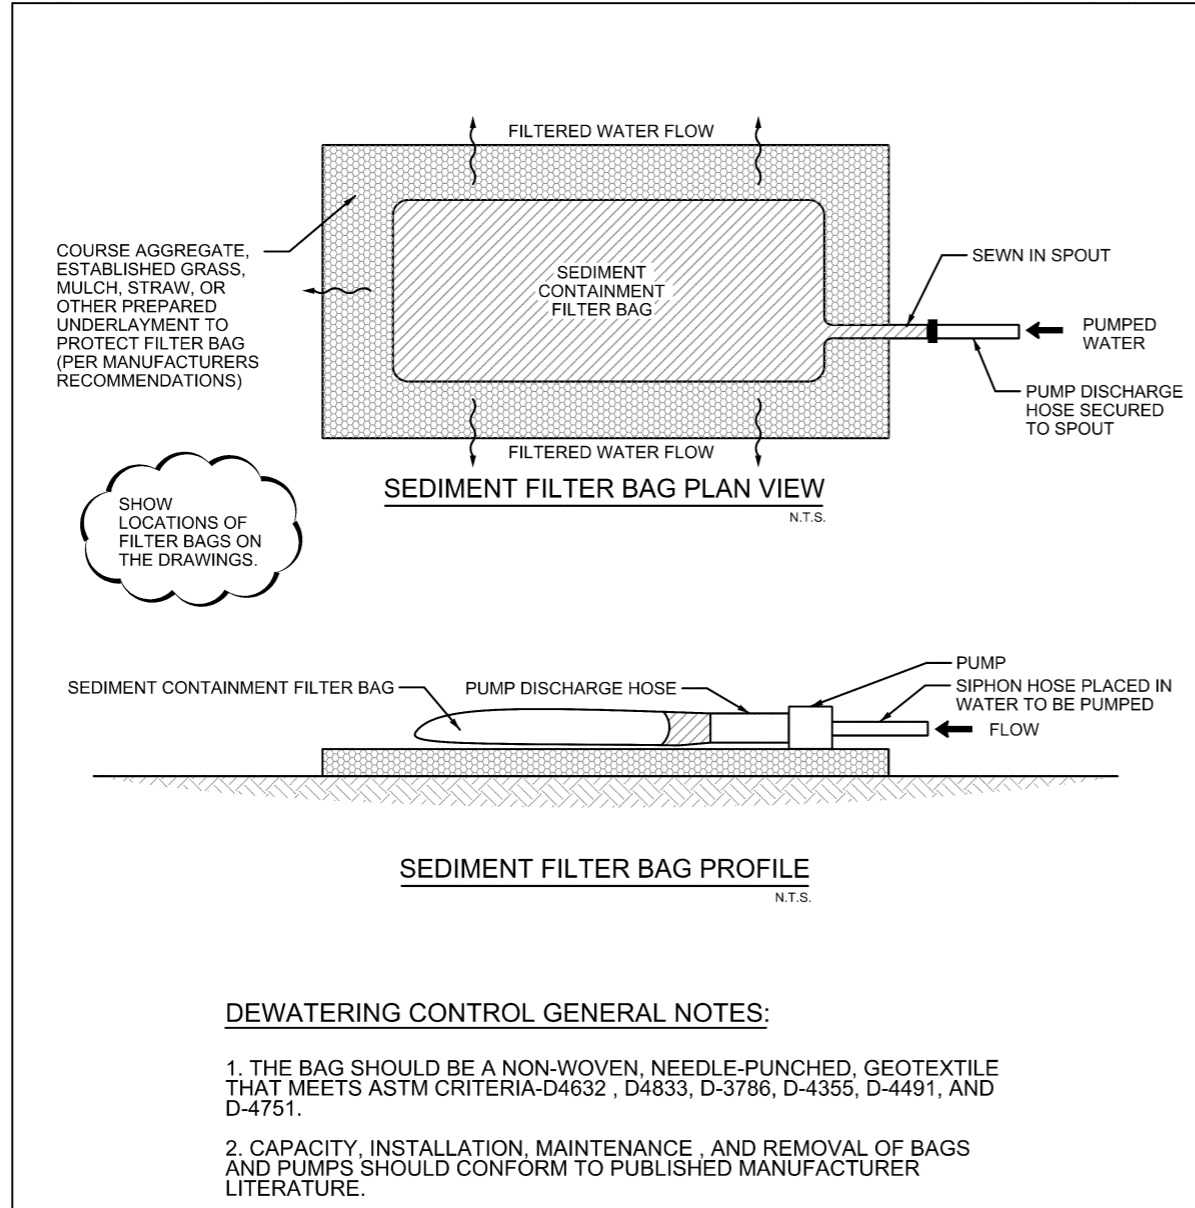 FILTERED WATER FLOW
COURSE AGGREGATE,
ESTABLISHED GRASS,
MULCH, STRAW, OR
OTHER PREPARED
UNDERLAYMENT TO
PROTECT FILTER BAG
(PER MANUFACTURERS
RECOMMENDATIONS)
SEDIMENT
CONTAINMENT
FILTER BAG
SEWN IN SPOUT
PUMPED
WATER
PUMP DISCHARGE
HOSE SECURED
TO SPOUT
FILTERED WATER FLOW
SEDIMENT FILTER BAG PLAN VIEW
N.T.S.
SHOW
LOCATIONS OF
FILTER BAGS ON
THE DRAWINGS.
SEDIMENT CONTAINMENT FILTER BAG
PUMP DISCHARGE HOSE
PUMP
SIPHON HOSE PLACED IN
WATER TO BE PUMPED
FLOW
SEDIMENT FILTER BAG PROFILE
N.T.S.
DEWATERING CONTROL GENERAL NOTES:
1. THE BAG SHOULD BE A NON-WOVEN, NEEDLE-PUNCHED, GEOTEXTILE
THAT MEETS ASTM CRITERIA-D4632 , D4833, D-3786, D-4355, D-4491, AND
D-4751.
2. CAPACITY, INSTALLATION, MAINTENANCE , AND REMOVAL OF BAGS
AND PUMPS SHOULD CONFORM TO PUBLISHED MANUFACTURER
LITERATURE.